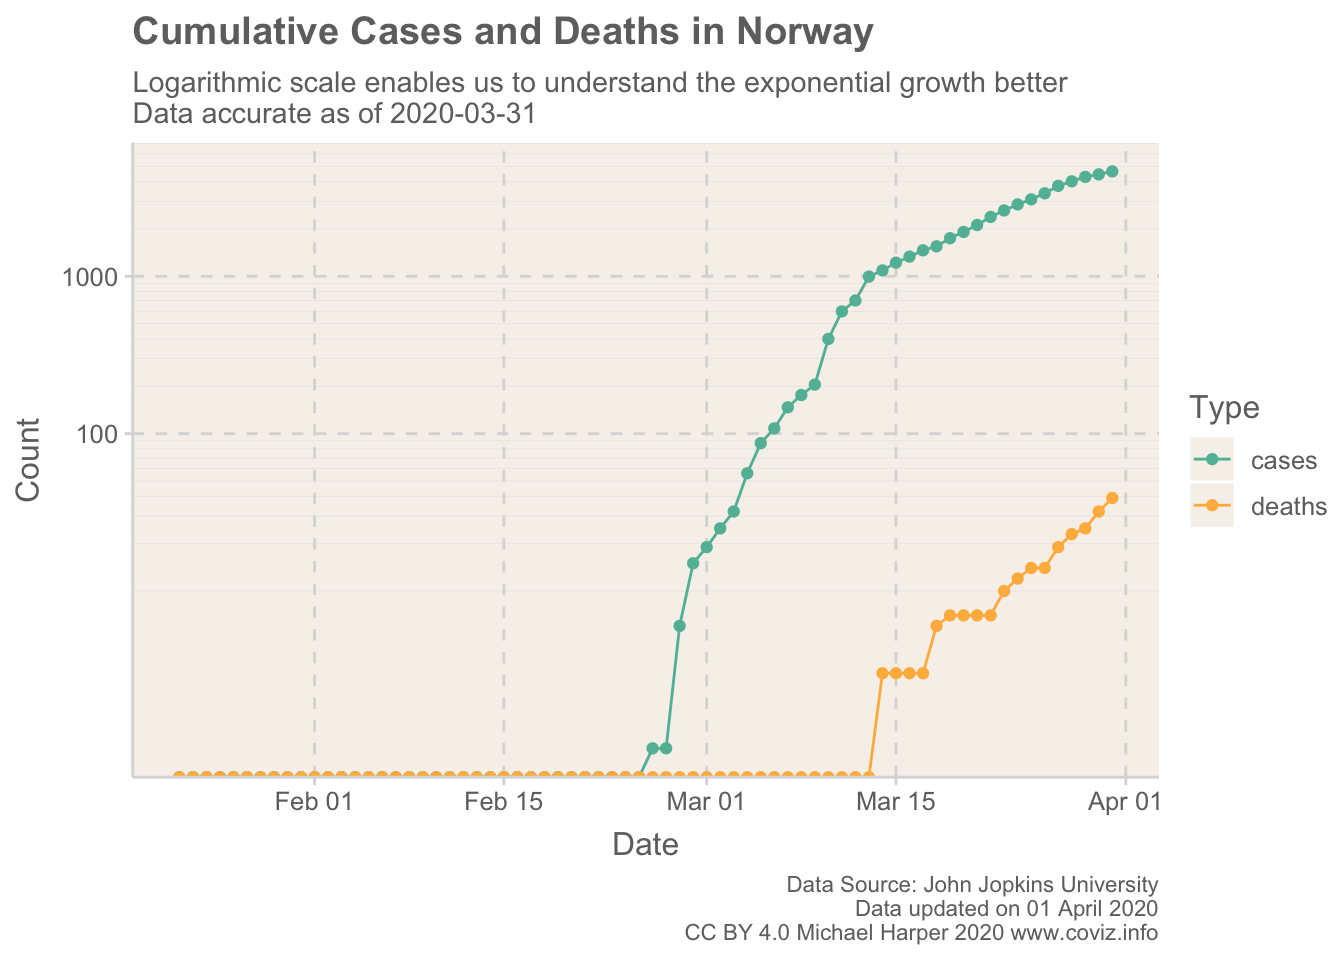 Cumulative Cases and Deaths in Norway
Logarithmic scale enables us to understand the exponential growth better
Data accurate as of 2020-03-31
1000
100
Count
Feb 01
Feb 15
Mar 01
Mar 15
Apr 01
Date
Type
cases
deaths
Data Source: John Jopkins University
Data updated on 01 April 2020
CC BY 4.0 Michael Harper 2020 www.coviz.info